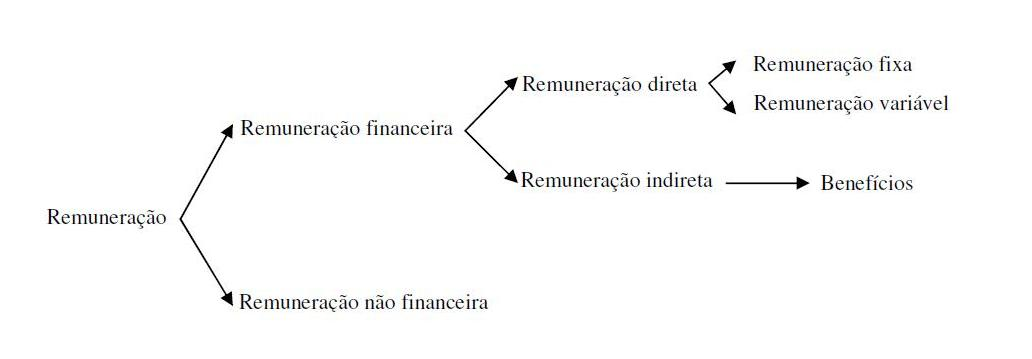 Remuneração fixa
Remuneração direta
Remuneração variável
Remuneração financeira
Remuneração indireta
Benefícios
Remuneração
Remuneração não financeira